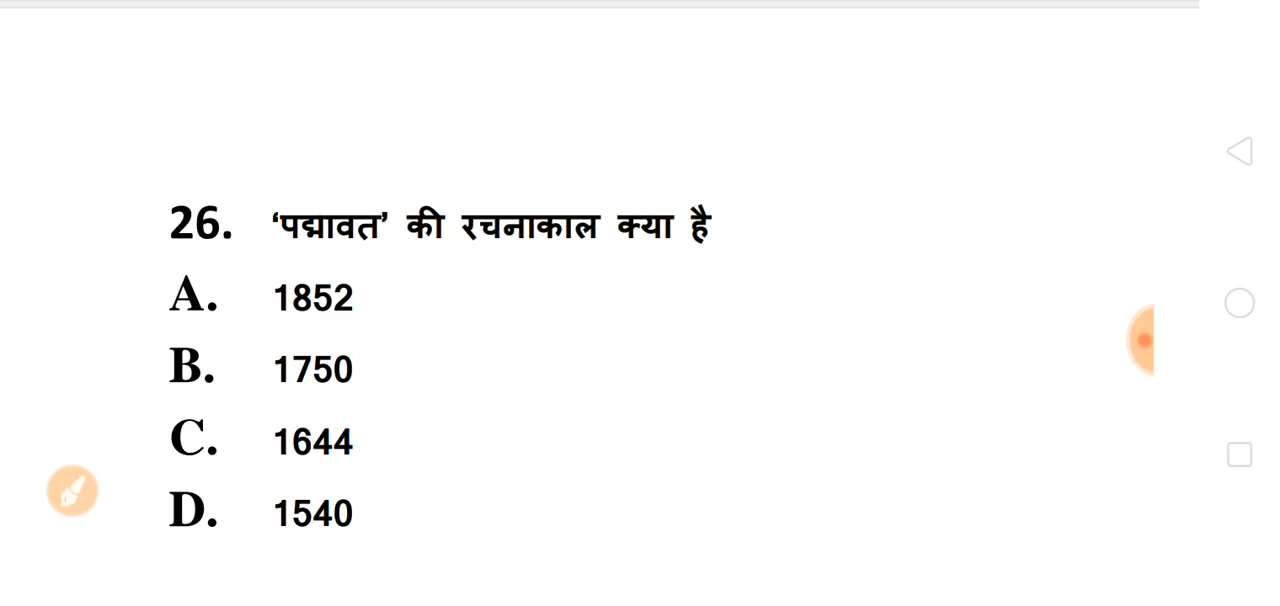 26. ‘पद्मावत’ की रचनाकाल क्या है
A. 1852
B. 1750
C. 1644
D. 1540